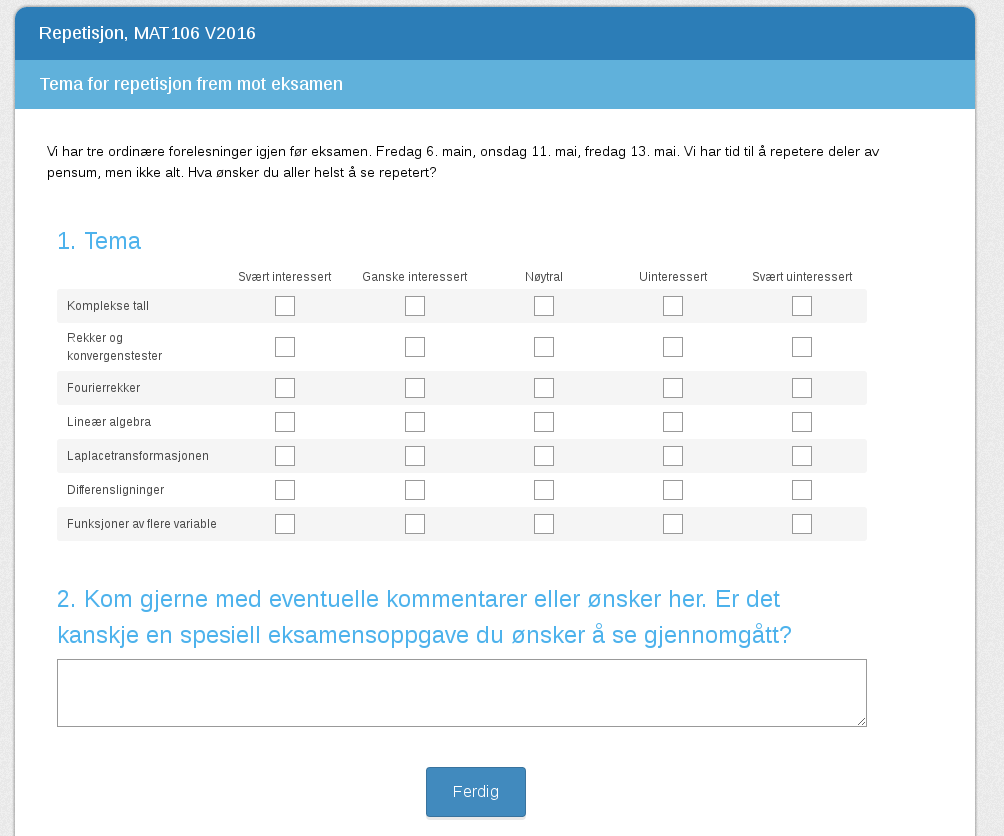 Repetisjon, MAT106 V2016
Tema for repetisjon frem mot eksamen
Vi har tre ordinære forelesninger igjen før eksamen. Fredag 6. main, onsdag 11. mai, fredag 13. mai. Vi har tid til å repetere deler av
pensum, men ikke alt. Hva ønsker du aller helst å se repetert?
1. Tema
Svært interessert Ganske interessert Nøytral Uinteressert Svært uinteressert
Komplekse tall
Rekker og
konvergenstester
Fourierrekker
Lineær algebra
Laplacetransformasjonen
Differensligninger
Funksjoner av flere variable
2. Kom gjerne med eventuelle kommentarer eller ønsker her. Er det
kanskje en spesiell eksamensoppgave du ønsker å se gjennomgått?
Ferdig